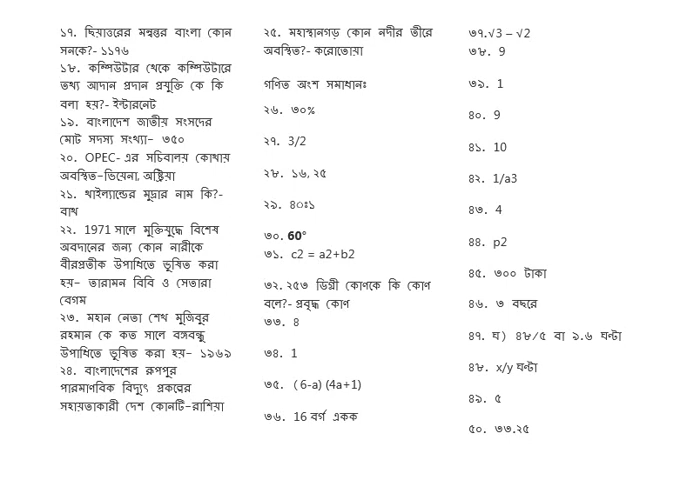 ১৭. ছিয়াত্তরের মন্বন্তর বাংলা কোন
সনকে?- ১১৭৬
১৮. কম্পিউটার থেকে কম্পিউটারে
তথ্য আদান প্রদান প্রযুক্তি কে কি
বলা হয়?- ইন্টারনেট
১৯. বাংলাদেশ জাতীয় সংসদের
মোট সদস্য সংখ্যা– ৩৫০
২০. OPEC- এর সচিবালয় কোথায়
অবস্থিত–ভিয়েনা, অস্ট্রিয়া
২১. থাইল্যান্ডের মুদ্রার নাম কি?-
বাথ
২২. 1971 সালে মুক্তিযুদ্ধে বিশেষ
অবদানের জন্য কোন নারীকে
বীরপ্রতীক উপাধিতে ভূষিত করা
হয়– তারামন বিবি ও সেতারা
বেগম
২৩. মহান নেতা শেখ মুজিবুর
রহমান কে কত সালে বঙ্গবন্ধু
উপাধিতে ভূষিত করা হয়– ১৯৬৯
২৪. বাংলাদেশের রূপপুর
পারমাণবিক বিদ্যুৎ প্রকল্পের
সহায়তাকারী দেশ কোনটি–রাশিয়া
২৫. মহাস্থানগড় কোন নদীর তীরে
অবস্থিত?- করোতোয়া
গণিত অংশ সমাধানঃ
২৬. ৩০%
২৭. 3/2
২৮. ১৬, ২৫
২৯. ৪০ঃ১
৩০. 60°
৩১. c2 = a2+b2
৩২. ২৫৩ ডিগ্রী কোণকে কি কোণ
বলে?- প্রবৃদ্ধ কোণ
৩৩. ৪
৩৪. 1
৩৫. (6-a) (4a+1)
৩৬. 16 বর্গ একক
৩৭.√3 – √2
৩৮. 9
৩৯. 1
৪০. 9
৪১. 10
৪২. 1/a3
৪৩. 4
৪৪. p2
৪৫. ৩০০ টাকা
৪৬. ৩ বছরে
৪৭. ঘ) ৪৮/৫ বা ৯.৬ ঘণ্টা
৪৮. x/y ঘণ্টা
৪৯. ৫
৫০. ৩৩.২৫